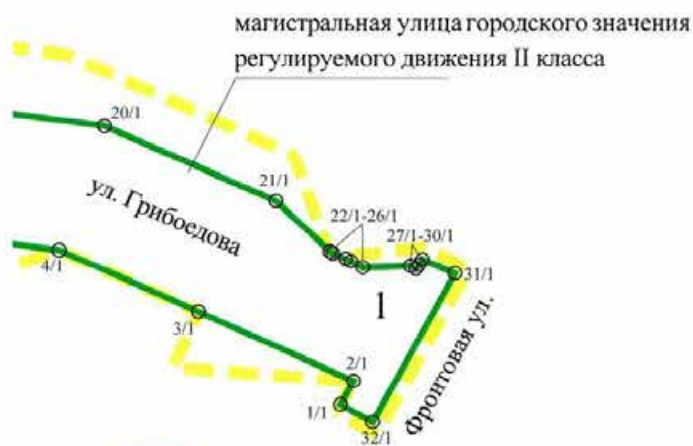 магистральная улица городского значения
регулируемого движения II класса
20/1
21/1
ул. Грибоедова
22/1-26/1
27/1-30/1
4/1
31/1
1
3/1
Фронтовая ул.
2/1
1/1
32/1